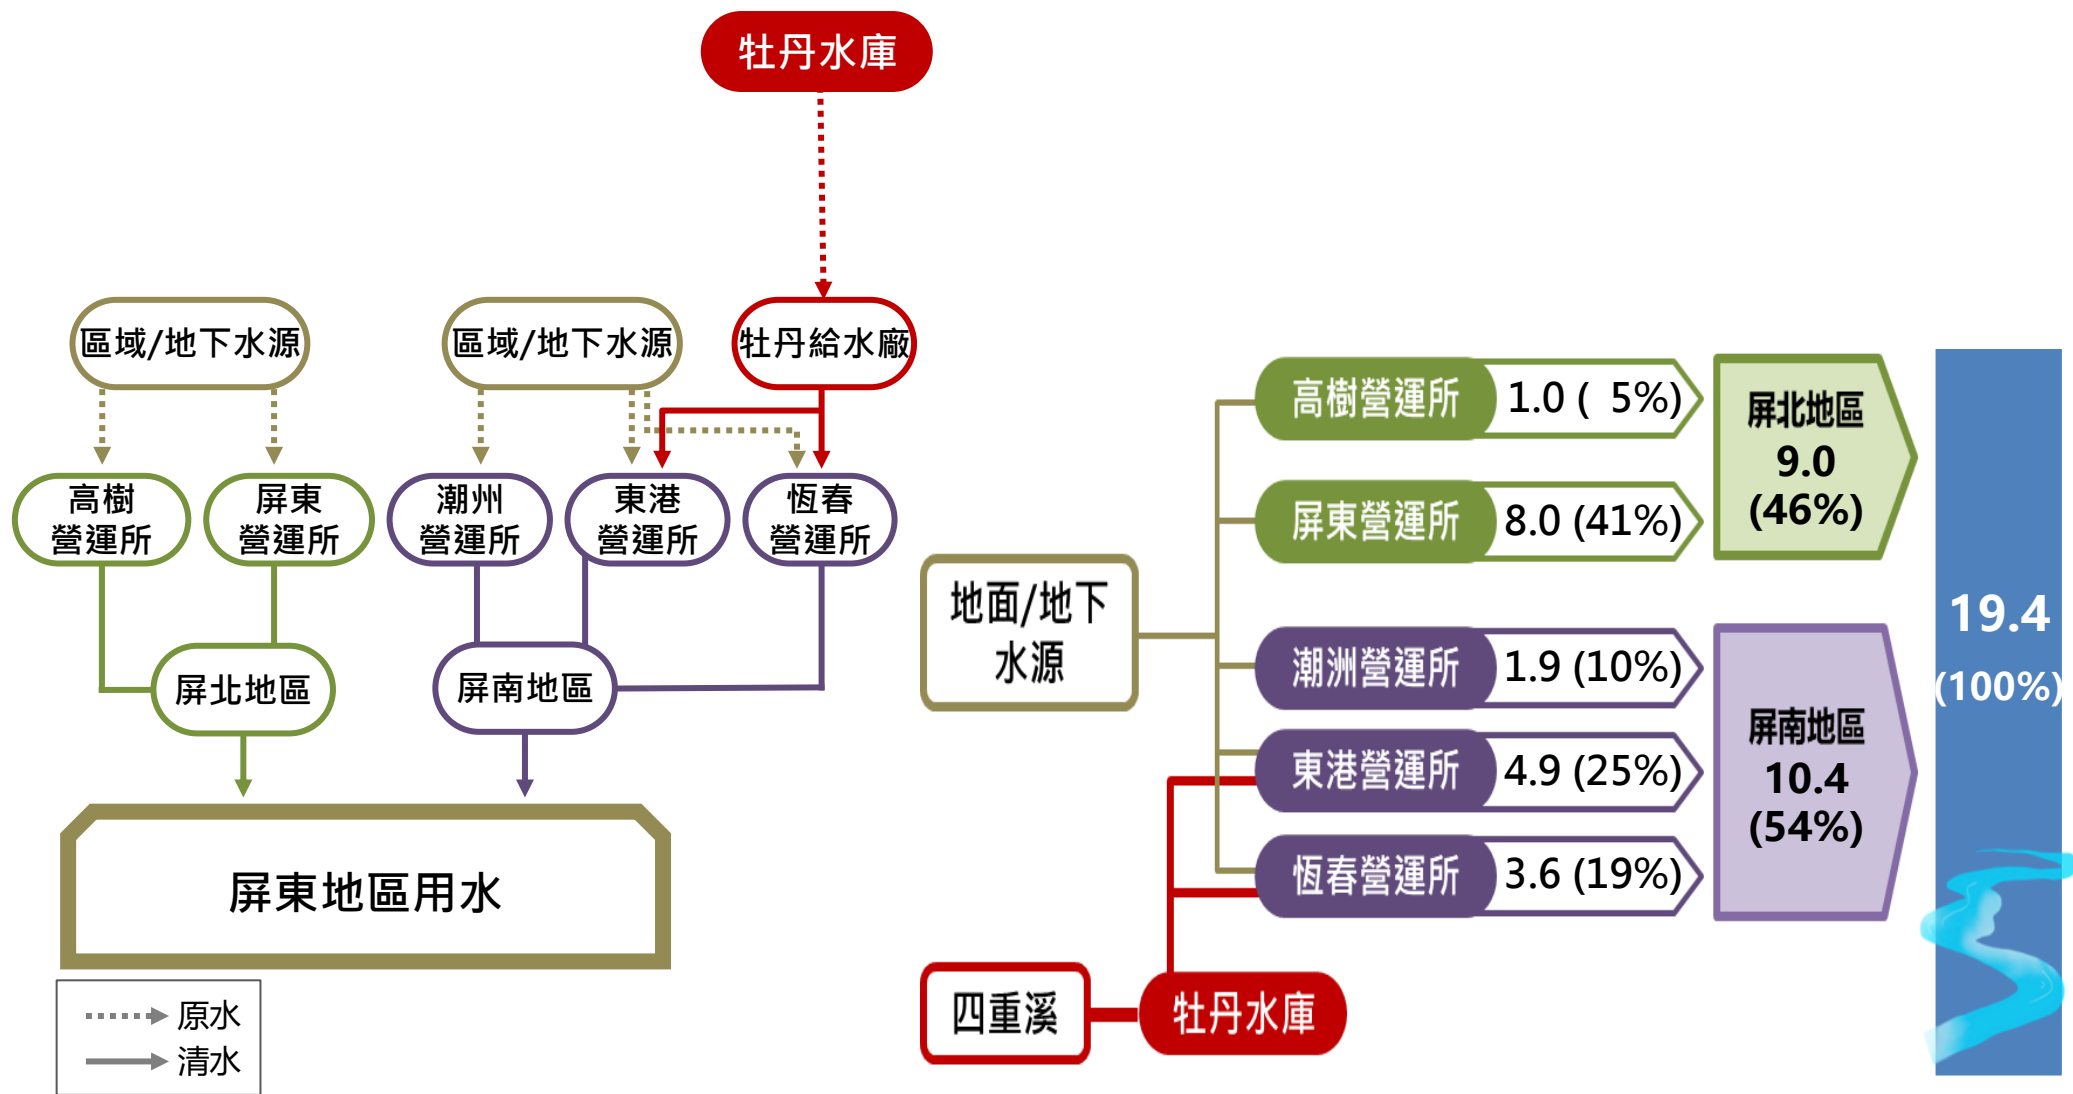 牡丹水庫
區域/地下水源
區域/地下水源
牡丹給水廠
高樹
營運所
屏東
營運所
潮州
營運所
東港
營運所
恆春
營運所
屏北地區
屏南地區
屏東地區用水
原水
清水
地面/地下
水源
四重溪
牡丹水庫
高樹營運所
1.0 ( 5%)
屏東營運所
8.0 (41%)
潮洲營運所
1.9 (10%)
東港營運所
4.9 (25%)
恆春營運所
3.6 (19%)
屏北地區
9.0
(46%)
屏南地區
10.4
(54%)
19.4
(100%)